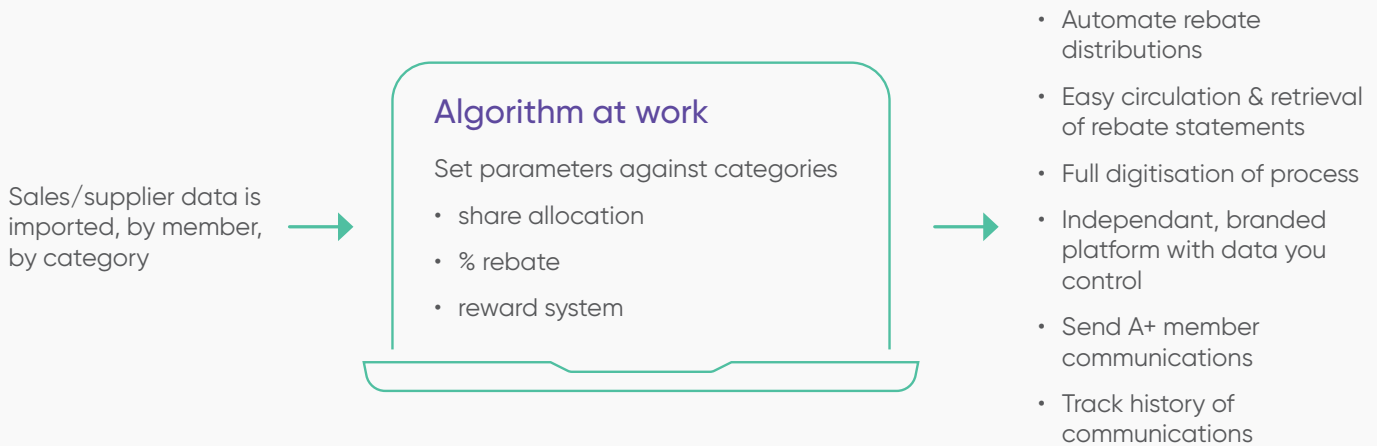 Sales/supplier data is
imported, by member,
by category
Algorithm at work
Set parameters against categories
• share allocation
• % rebate
• reward system
• Automate rebate
distributions
• Easy circulation & retrieval
of rebate statements
• Full digitisation of process
• Independant, branded
platform with data you
control
• Send A+ member
communications
• Track history of
communications